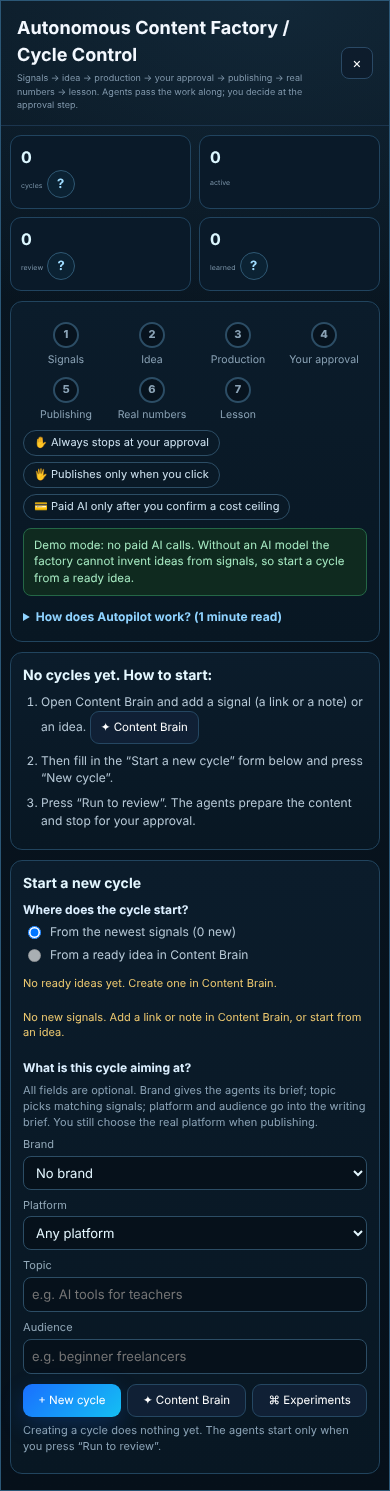 Autonomous Content Factory /
Cycle Control
Signals → idea → production → your approval → publishing → real
numbers → lesson. Agents pass the work along; you decide at the
approval step.
×
0
cycles ?
0
active
0
review ?
0
learned ?
1 2 3 4
Signals Idea Production Your approval
5 6 7
Publishing Real numbers Lesson
✋ Always stops at your approval
🖐 Publishes only when you click
💳 Paid AI only after you confirm a cost ceiling
Demo mode: no paid AI calls. Without an AI model the
factory cannot invent ideas from signals, so start a cycle
from a ready idea.
▶ How does Autopilot work? (1 minute read)
No cycles yet. How to start:
1. Open Content Brain and add a signal (a link or a note) or
an idea. ✦ Content Brain
2. Then fill in the “Start a new cycle” form below and press
“New cycle”.
3. Press “Run to review”. The agents prepare the content
and stop for your approval.
Start a new cycle
Where does the cycle start?
From the newest signals (0 new)
From a ready idea in Content Brain
No ready ideas yet. Create one in Content Brain.
No new signals. Add a link or note in Content Brain, or start from
an idea.
What is this cycle aiming at?
All fields are optional. Brand gives the agents its brief; topic
picks matching signals; platform and audience go into the writing
brief. You still choose the real platform when publishing.
Brand
No brand
Platform
Any platform
Topic
e.g. AI tools for teachers
Audience
e.g. beginner freelancers
+ New cycle ✦ Content Brain ⌘ Experiments
Creating a cycle does nothing yet. The agents start only when
you press “Run to review”.